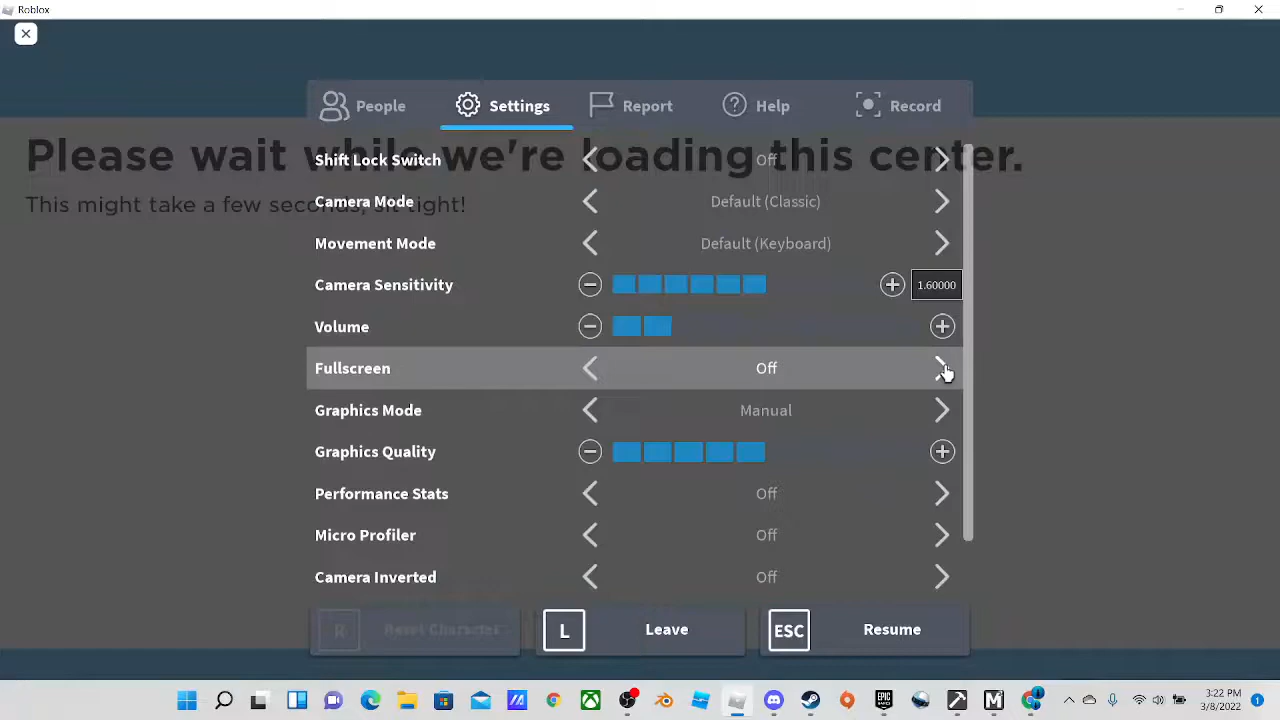 Roblox
People Settings Report Help Record
Please wait while we're loading this center.
This might take a few seconds, sit tight!
Shift Lock Switch Off
Camera Mode Default (Classic)
Movement Mode Default (Keyboard)
Camera Sensitivity 1.60000
Volume
Fullscreen Off
Graphics Mode Manual
Graphics Quality
Performance Stats Off
Micro Profiler Off
Camera Inverted Off
R Reset Character L Leave ESC Resume
EPIC GAMES
3:22 PM
3/8/2022
1